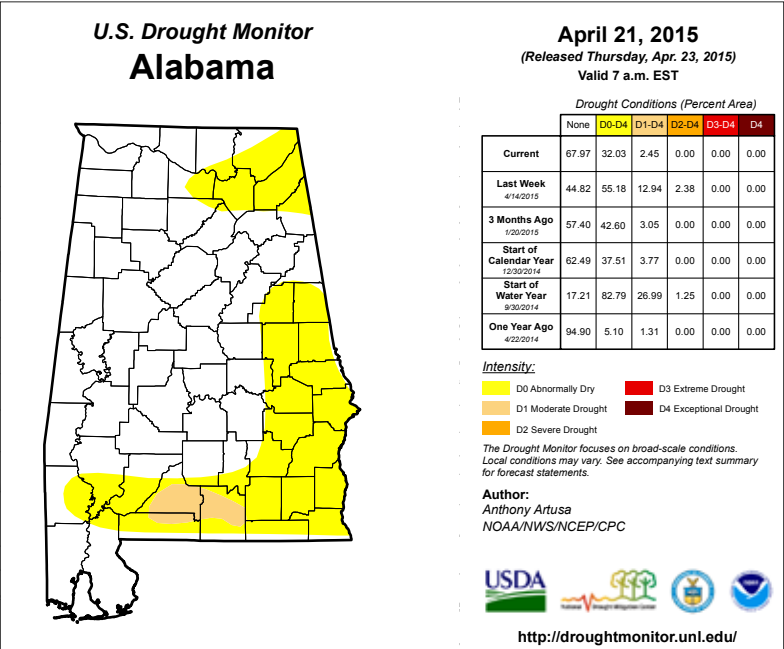 U.S. Drought Monitor
Alabama
April 21, 2015
(Released Thursday, Apr. 23, 2015)
Valid 7 a.m. EST
Drought Conditions (Percent Area)
None D0-D4 D1-D4 D2-D4 D3-D4 D4
Current 67.97 32.03 2.45 0.00 0.00 0.00
Last Week
4/14/2015 44.82 55.18 12.94 2.38 0.00 0.00
3 Months Ago
1/20/2015 57.40 42.60 3.05 0.00 0.00 0.00
Start of
Calendar Year
12/30/2014 62.49 37.51 3.77 0.00 0.00 0.00
Start of
Water Year
9/30/2014 17.21 82.79 26.99 1.25 0.00 0.00
One Year Ago
4/22/2014 94.90 5.10 1.31 0.00 0.00 0.00
Intensity:
D0 Abnormally Dry
D1 Moderate Drought
D2 Severe Drought
D3 Extreme Drought
D4 Exceptional Drought
The Drought Monitor focuses on broad-scale conditions.
Local conditions may vary. See accompanying text summary
for forecast statements.
Author:
Anthony Artusa
NOAA/NWS/NCEP/CPC
USDA
National Drought Mitigation Center
http://droughtmonitor.unl.edu/